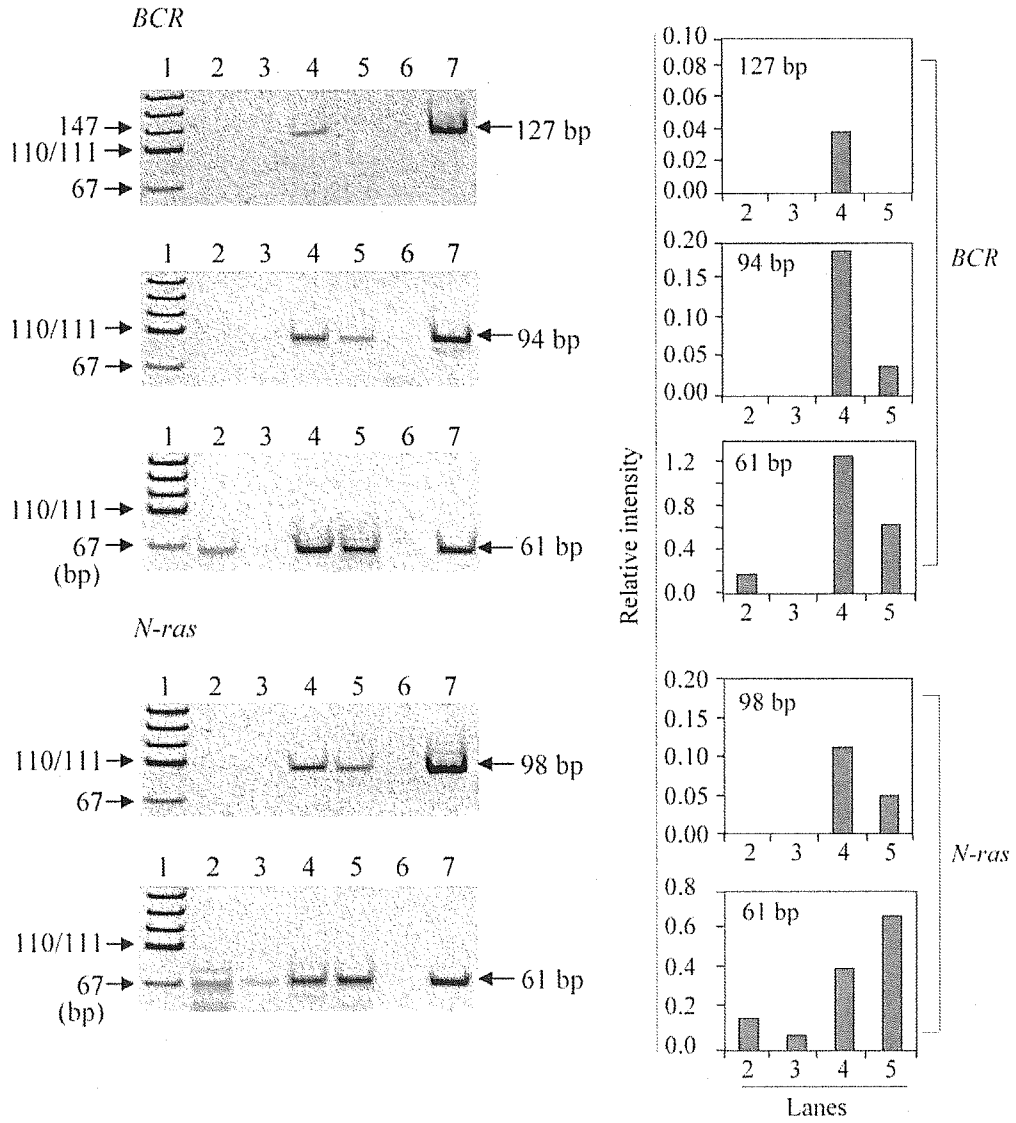 BCR
1 2 3 4 5 6 7
147
110/111
67
127 bp
1 2 3 4 5 6 7
110/111
67
94 bp
1 2 3 4 5 6 7
110/111
67
(bp)
61 bp
N-ras
1 2 3 4 5 6 7
110/111
67
98 bp
1 2 3 4 5 6 7
110/111
67
(bp)
61 bp
Relative intensity
0.10
0.08
0.06
0.04
0.02
0.00
127 bp
2 3 4 5
0.20
0.15
0.10
0.05
0.00
94 bp
2 3 4 5
BCR
1.2
0.8
0.4
0.0
61 bp
2 3 4 5
0.20
0.15
0.10
0.05
0.00
98 bp
2 3 4 5
N-ras
0.8
0.6
0.4
0.2
0.0
61 bp
2 3 4 5
Lanes